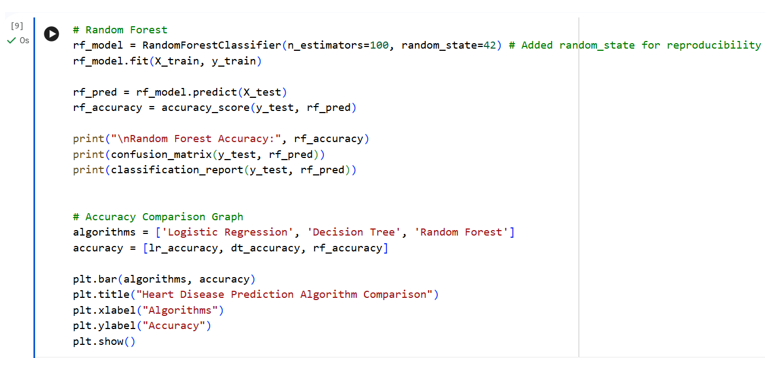 [9]
0s
# Random Forest
rf_model = RandomForestClassifier(n_estimators=100, random_state=42) # Added random_state for reproducibility
rf_model.fit(X_train, y_train)
rf_pred = rf_model.predict(X_test)
rf_accuracy = accuracy_score(y_test, rf_pred)
print("\nRandom Forest Accuracy:", rf_accuracy)
print(confusion_matrix(y_test, rf_pred))
print(classification_report(y_test, rf_pred))
# Accuracy Comparison Graph
algorithms = ['Logistic Regression', 'Decision Tree', 'Random Forest']
accuracy = [lr_accuracy, dt_accuracy, rf_accuracy]
plt.bar(algorithms, accuracy)
plt.title("Heart Disease Prediction Algorithm Comparison")
plt.xlabel("Algorithms")
plt.ylabel("Accuracy")
plt.show()